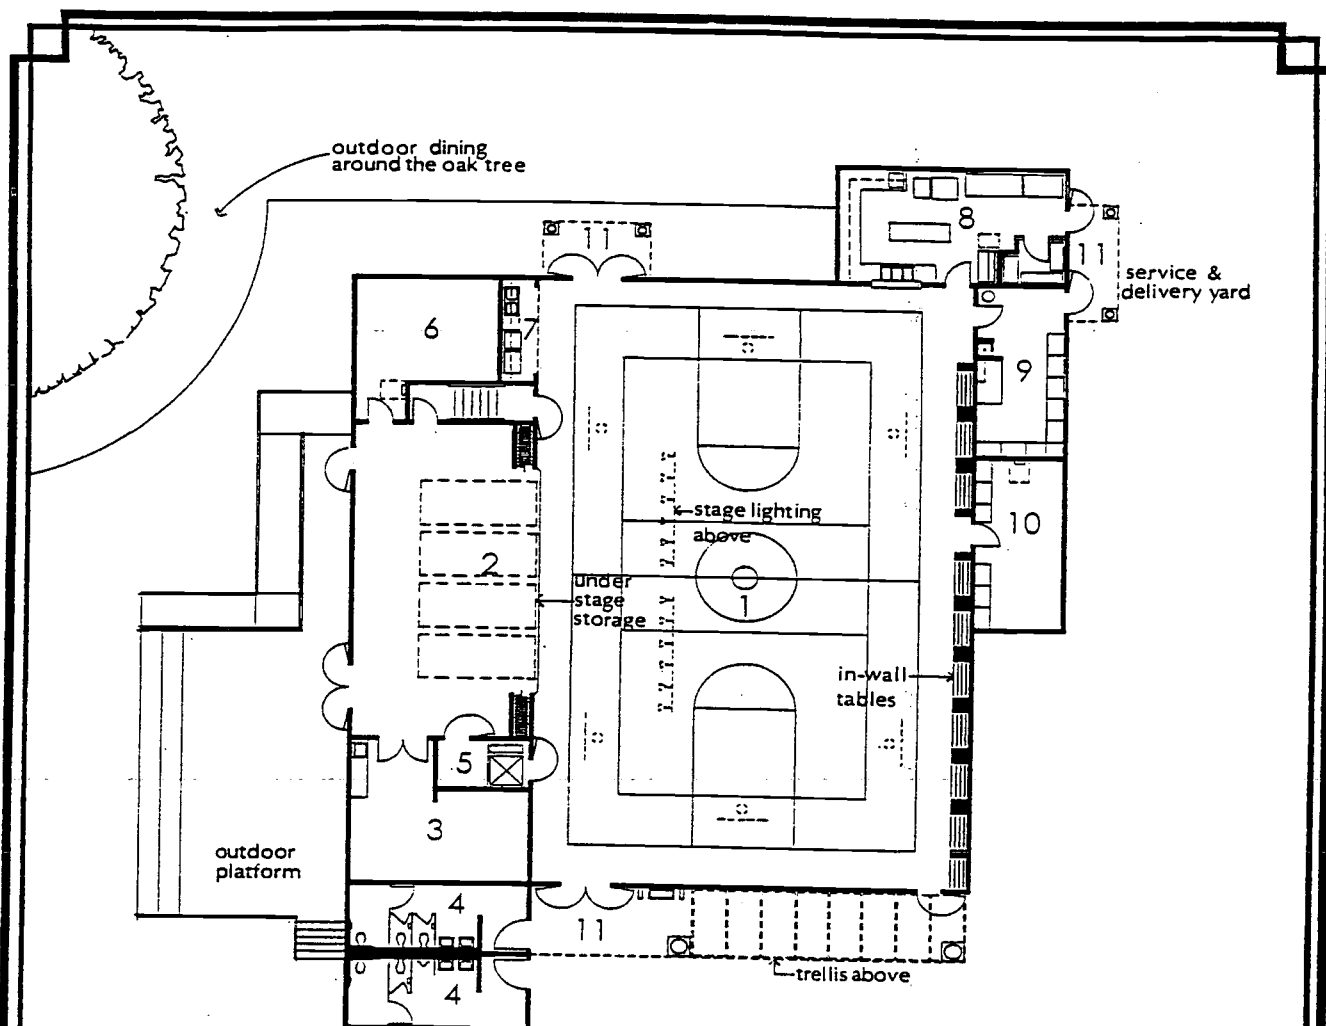 outdoor dining
around the oak tree
11
8
11
service &
delivery yard
6
7
9
stage lighting
above
10
2
under
stage
storage
1
in-wall
tables
5
3
outdoor
platform
4
11
trellis above
4